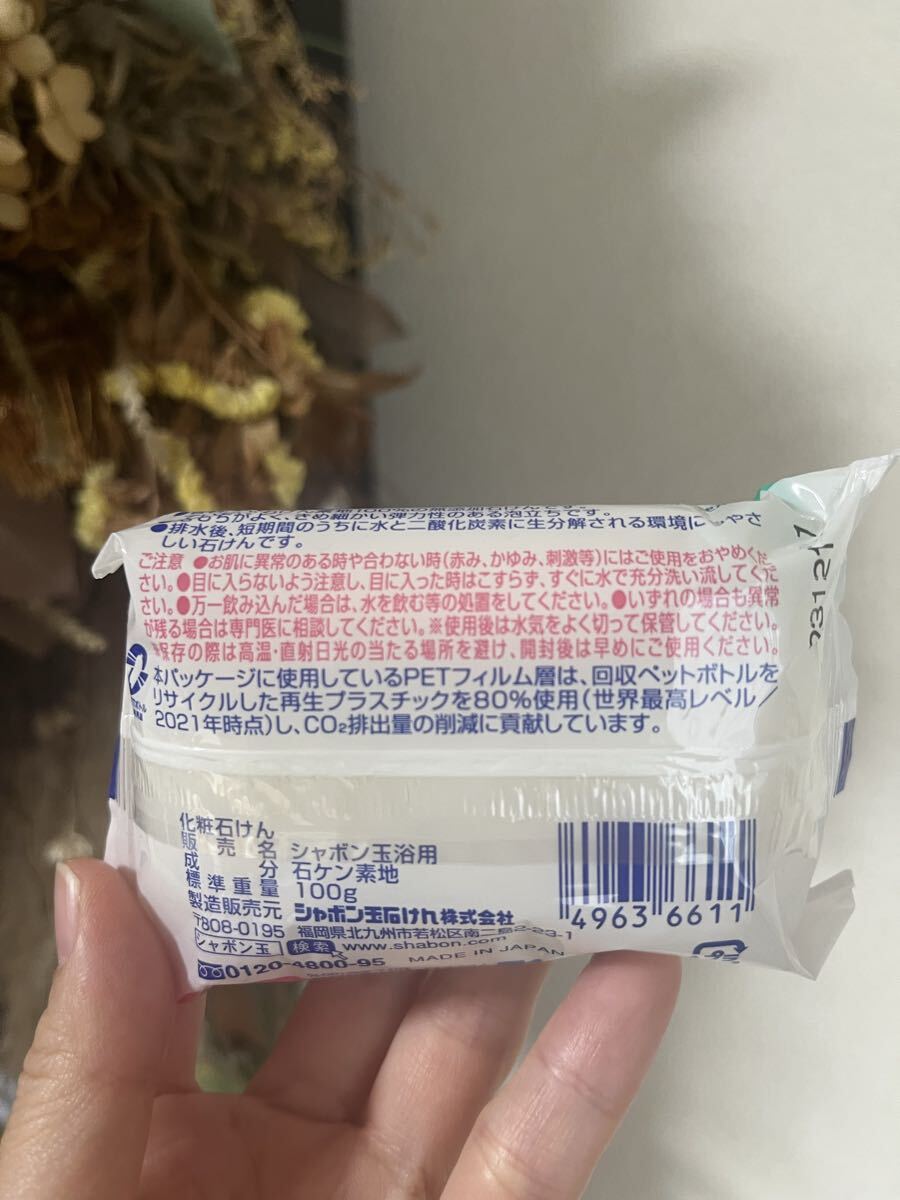 もちがよく、きめ細かい弾力性のある泡立ちです。
●排水後、短期間のうちに水と二酸化炭素に生分解される環境にやさ
しい石けんです。
ご注意 ●お肌に異常のある時や合わない時(赤み、かゆみ、刺激等)にはご使用をおやめくだ
さい。●目に入らないよう注意し、目に入った時はこすらず、すぐに水で充分洗い流してくだ
さい。●万一飲み込んだ場合は、水を飲む等の処置をしてください。●いずれの場合も異常
が残る場合は専門医に相談してください。※使用後は水気をよく切って保管してください。
※保存の際は高温・直射日光の当たる場所を避け、開封後は早めにご使用ください。
本パッケージに使用しているPETフィルム層は、回収ペットボトルを
リサイクルした再生プラスチックを80%使用(世界最高レベル/
2021年時点)し、CO₂排出量の削減に貢献しています。
化粧石けん
販売名 シャボン玉浴用
成分 石ケン素地
標準重量 100g
製造販売元 シャボン玉石けん株式会社
〒808-0195 福岡県北九州市若松区南二島2-23-1
シャボン玉 検索 www.shabon.com
0120-4800-95 MADE IN JAPAN
4963 6611